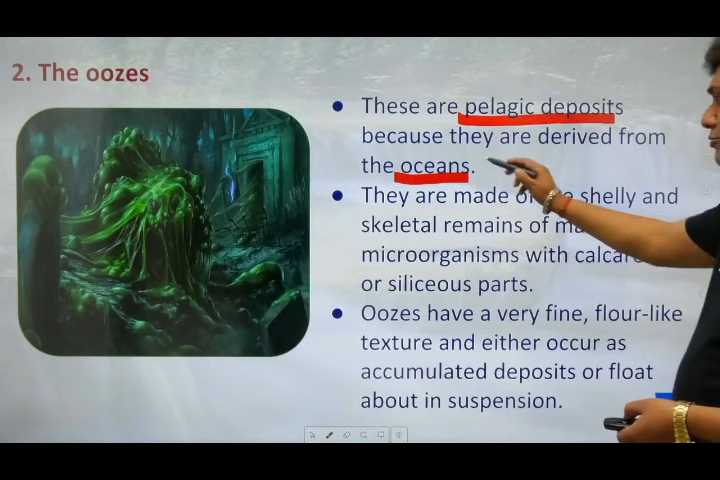 2. The oozes
These are pelagic deposits
because they are derived from
the oceans.
They are made shelly and
skeletal remains of
microorganisms with
or siliceous parts.
Oozes have a very fine, flour-like
texture and either occur as
accumulated deposits or float
about in suspension.